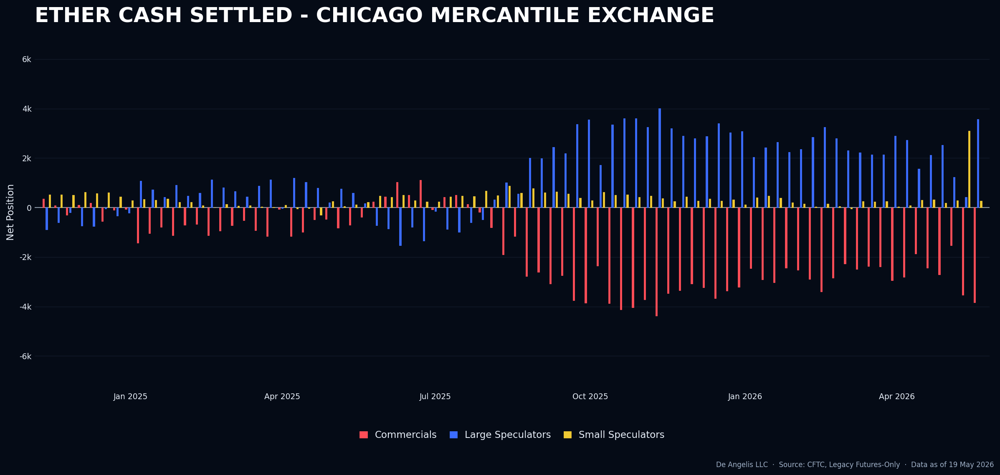 ETHER CASH SETTLED - CHICAGO MERCANTILE EXCHANGE
Net Position
6k
4k
2k
0
-2k
-4k
-6k
Jan 2025 Apr 2025 Jul 2025 Oct 2025 Jan 2026 Apr 2026
Commercials Large Speculators Small Speculators
De Angelis LLC · Source: CFTC, Legacy Futures-Only · Data as of 19 May 2026